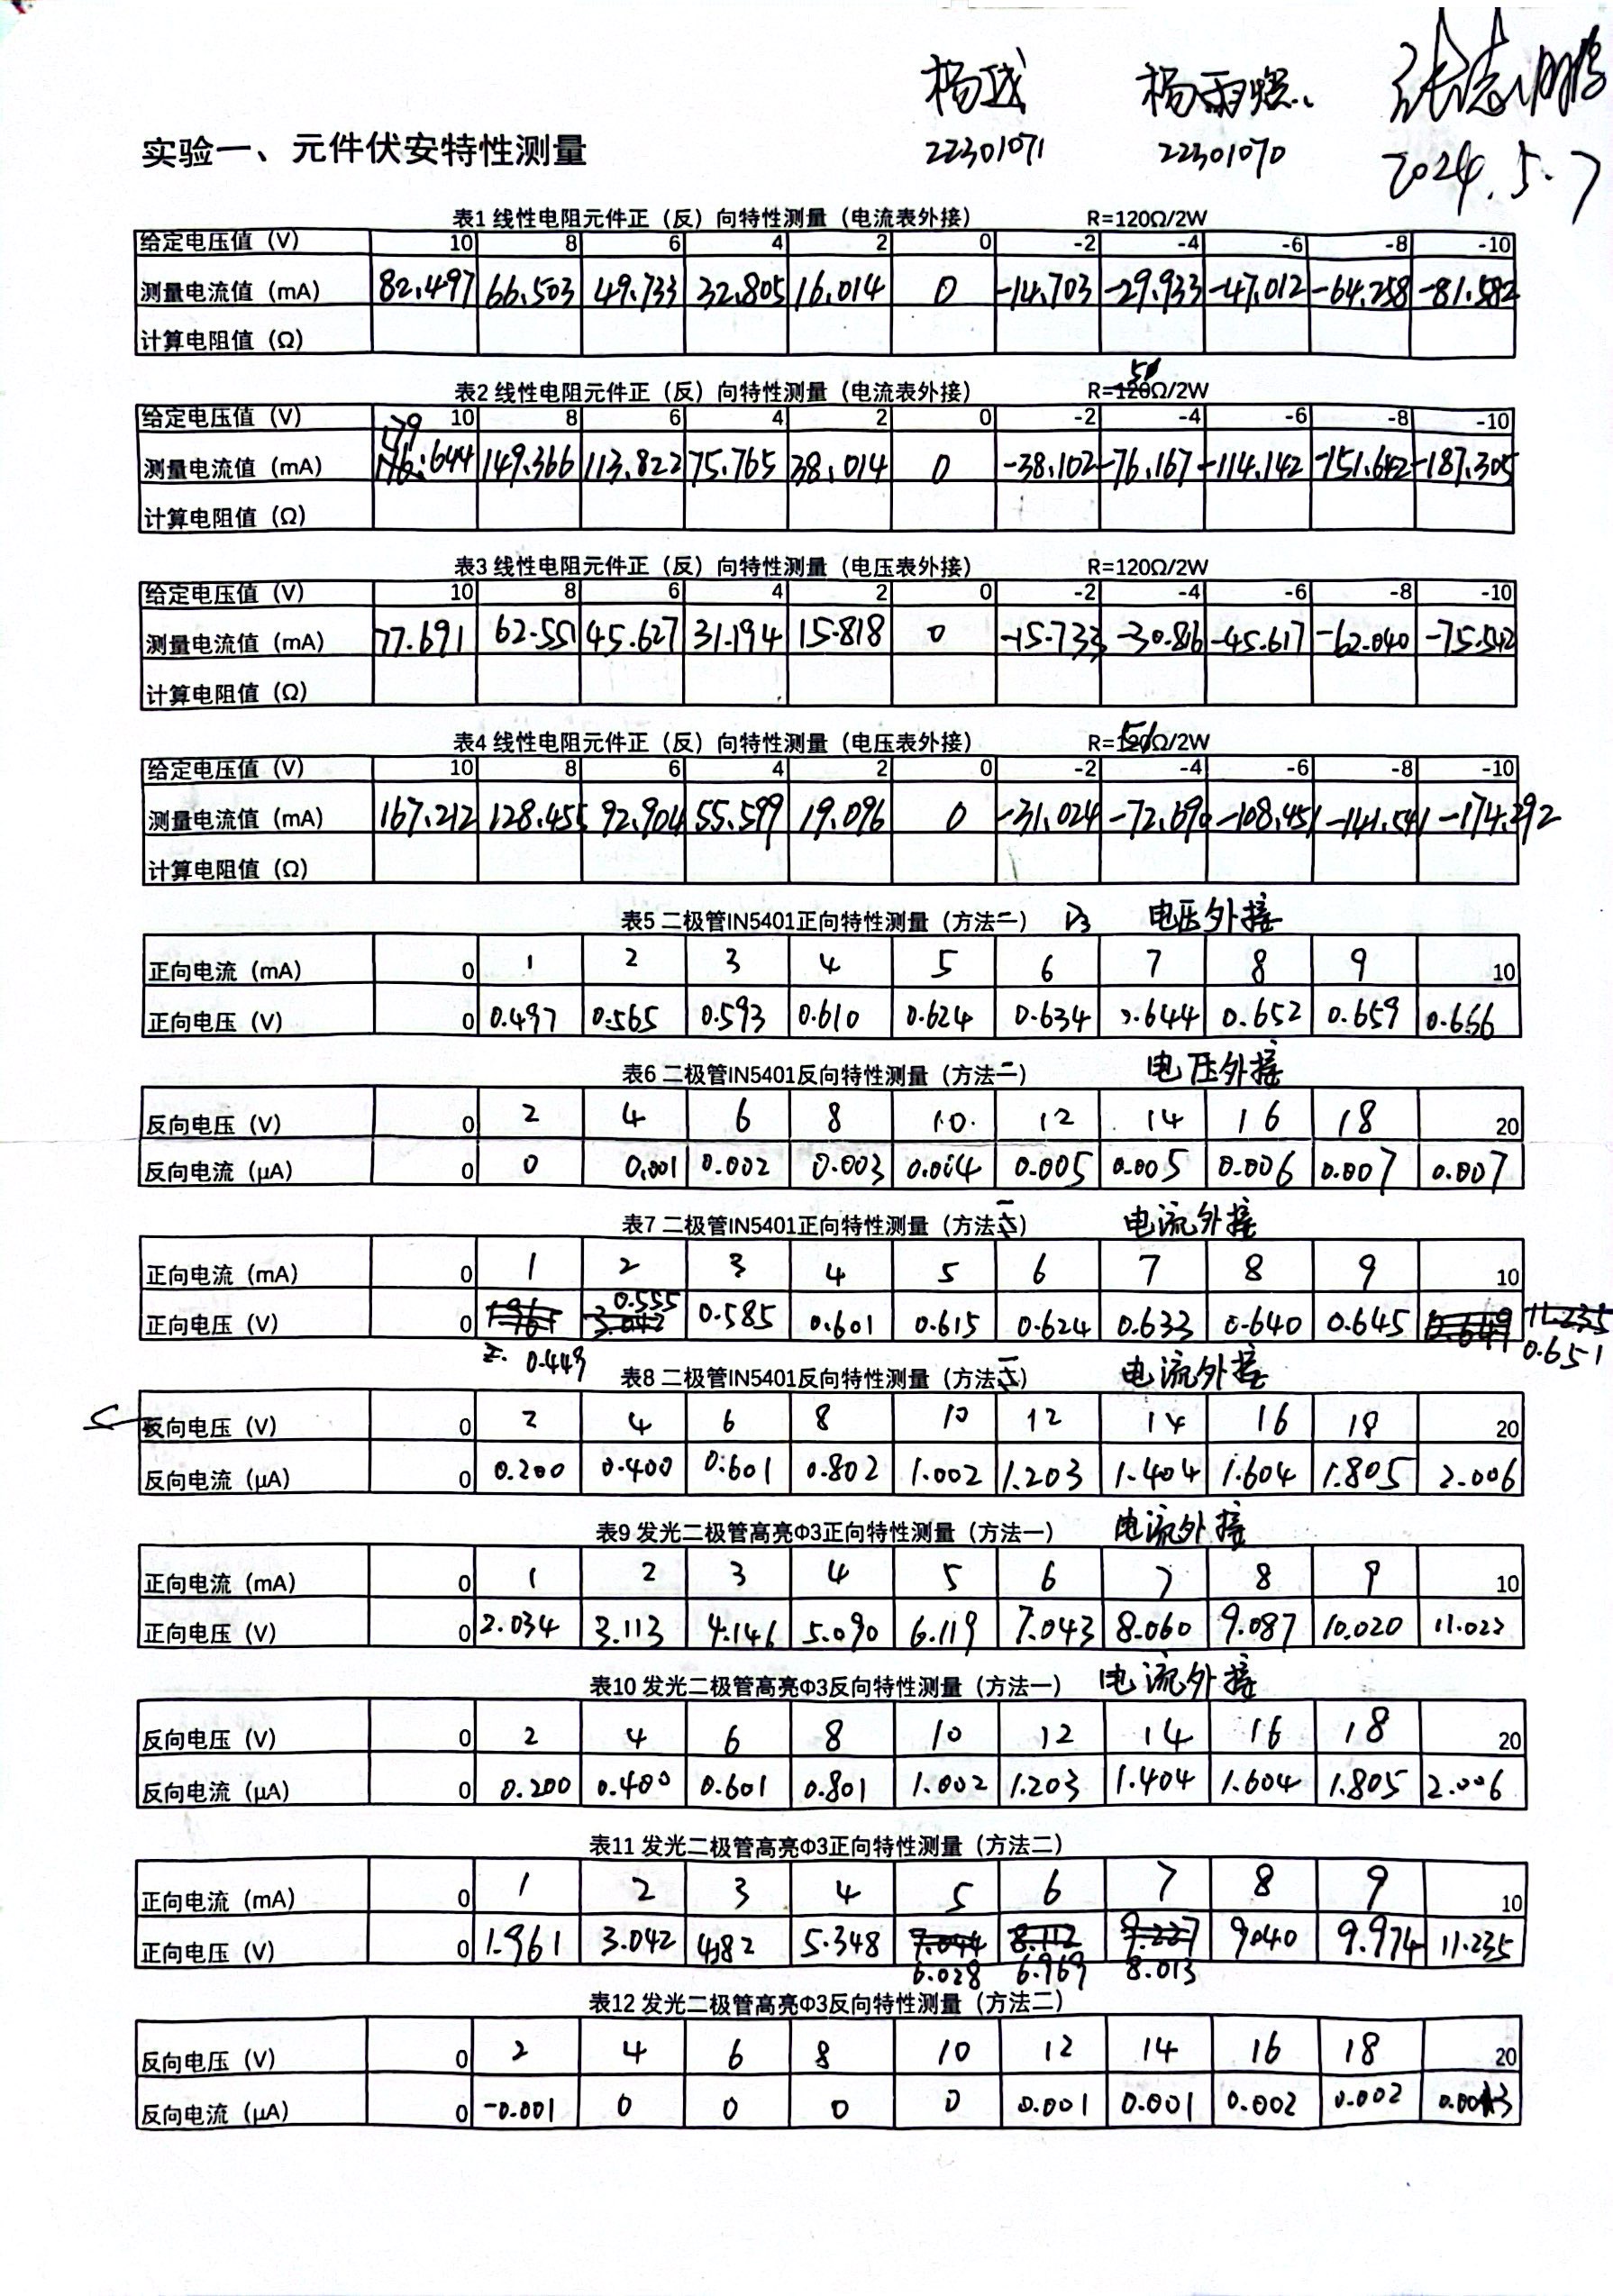 杨 22301071
杨雨 22301070
张志鹏
2024.5.7
实验一、元件伏安特性测量
表1 线性电阻元件正（反）向特性测量（电流表外接） R=120Ω/2W
给定电压值（V） 10 8 6 4 2 0 -2 -4 -6 -8 -10
测量电流值（mA） 82.497 66.503 49.733 32.805 16.014 0 -14.703 -29.933 -47.012 -64.258 -81.582
计算电阻值（Ω）
表2 线性电阻元件正（反）向特性测量（电流表外接） R=51Ω/2W
给定电压值（V） 10 8 6 4 2 0 -2 -4 -6 -8 -10
测量电流值（mA） 179.644 149.366 113.822 75.765 38.014 0 -38.102 -76.167 -114.142 -151.642 -187.305
计算电阻值（Ω）
表3 线性电阻元件正（反）向特性测量（电压表外接） R=120Ω/2W
给定电压值（V） 10 8 6 4 2 0 -2 -4 -6 -8 -10
测量电流值（mA） 77.691 62.551 45.627 31.194 15.818 0 -15.733 -30.816 -45.617 -62.040 -75.542
计算电阻值（Ω）
表4 线性电阻元件正（反）向特性测量（电压表外接） R=51Ω/2W
给定电压值（V） 10 8 6 4 2 0 -2 -4 -6 -8 -10
测量电流值（mA） 167.212 128.455 92.904 55.599 19.096 0 -31.024 -72.690 -108.451 -141.541 -174.292
计算电阻值（Ω）
表5 二极管IN5401正向特性测量（方法二） 电压外接
正向电流（mA） 0 1 2 3 4 5 6 7 8 9 10
正向电压（V） 0 0.497 0.565 0.593 0.610 0.624 0.634 0.644 0.652 0.659 0.666
表6 二极管IN5401反向特性测量（方法二） 电压外接
反向电压（V） 0 2 4 6 8 10 12 14 16 18 20
反向电流（μA） 0 0 0.001 0.002 0.003 0.004 0.005 0.005 0.006 0.007 0.007
表7 二极管IN5401正向特性测量（方法一） 电流外接
正向电流（mA） 0 1 2 3 4 5 6 7 8 9 10
正向电压（V） 0 0.449 0.555 0.585 0.601 0.615 0.624 0.633 0.640 0.645 0.651
表8 二极管IN5401反向特性测量（方法一） 电流外接
反向电压（V） 0 2 4 6 8 10 12 14 16 18 20
反向电流（μA） 0 0.200 0.400 0.601 0.802 1.002 1.203 1.404 1.604 1.805 2.006
表9 发光二极管高亮Φ3正向特性测量（方法一） 电流外接
正向电流（mA） 0 1 2 3 4 5 6 7 8 9 10
正向电压（V） 0 2.034 3.113 4.146 5.090 6.119 7.043 8.060 9.087 10.020 11.023
表10 发光二极管高亮Φ3反向特性测量（方法一） 电流外接
反向电压（V） 0 2 4 6 8 10 12 14 16 18 20
反向电流（μA） 0 0.200 0.400 0.601 0.801 1.002 1.203 1.404 1.604 1.805 2.006
表11 发光二极管高亮Φ3正向特性测量（方法二）
正向电流（mA） 0 1 2 3 4 5 6 7 8 9 10
正向电压（V） 0 1.961 3.042 4.182 5.348 6.028 6.969 8.013 9.040 9.974 11.235
表12 发光二极管高亮Φ3反向特性测量（方法二）
反向电压（V） 0 2 4 6 8 10 12 14 16 18 20
反向电流（μA） 0 -0.001 0 0 0 0 0.001 0.001 0.002 0.002 0.003